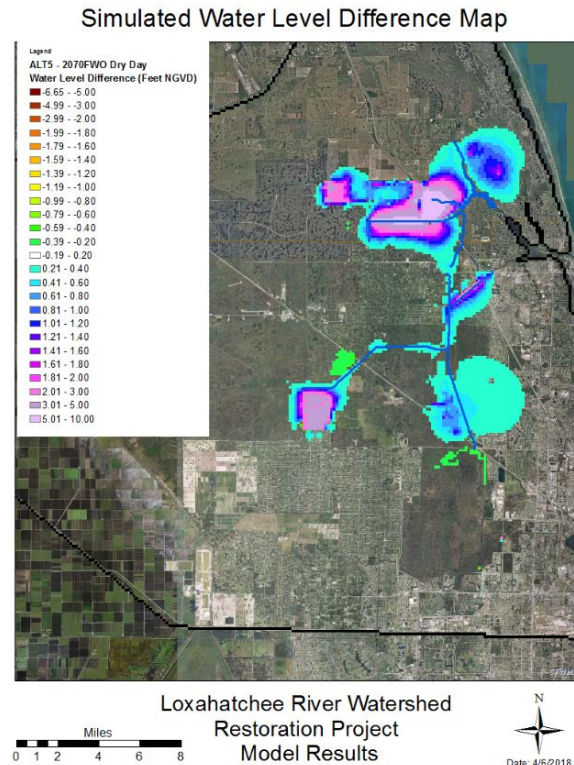 Simulated Water Level Difference Map
Legend
ALT5 - 2070FWO Dry Day
Water Level Difference (Feet NGVD)
-6.65 - -5.00
-4.99 - -3.00
-2.99 - -2.00
-1.99 - -1.80
-1.79 - -1.60
-1.59 - -1.40
-1.39 - -1.20
-1.19 - -1.00
-0.99 - -0.80
-0.79 - -0.60
-0.59 - -0.40
-0.39 - -0.20
-0.19 - 0.20
0.21 - 0.40
0.41 - 0.60
0.61 - 0.80
0.81 - 1.00
1.01 - 1.20
1.21 - 1.40
1.41 - 1.60
1.61 - 1.80
1.81 - 2.00
2.01 - 3.00
3.01 - 5.00
5.01 - 10.00
Loxahatchee River Watershed
Restoration Project
Model Results
Miles
0 1 2 4 6 8
N
Date: 4/6/2018